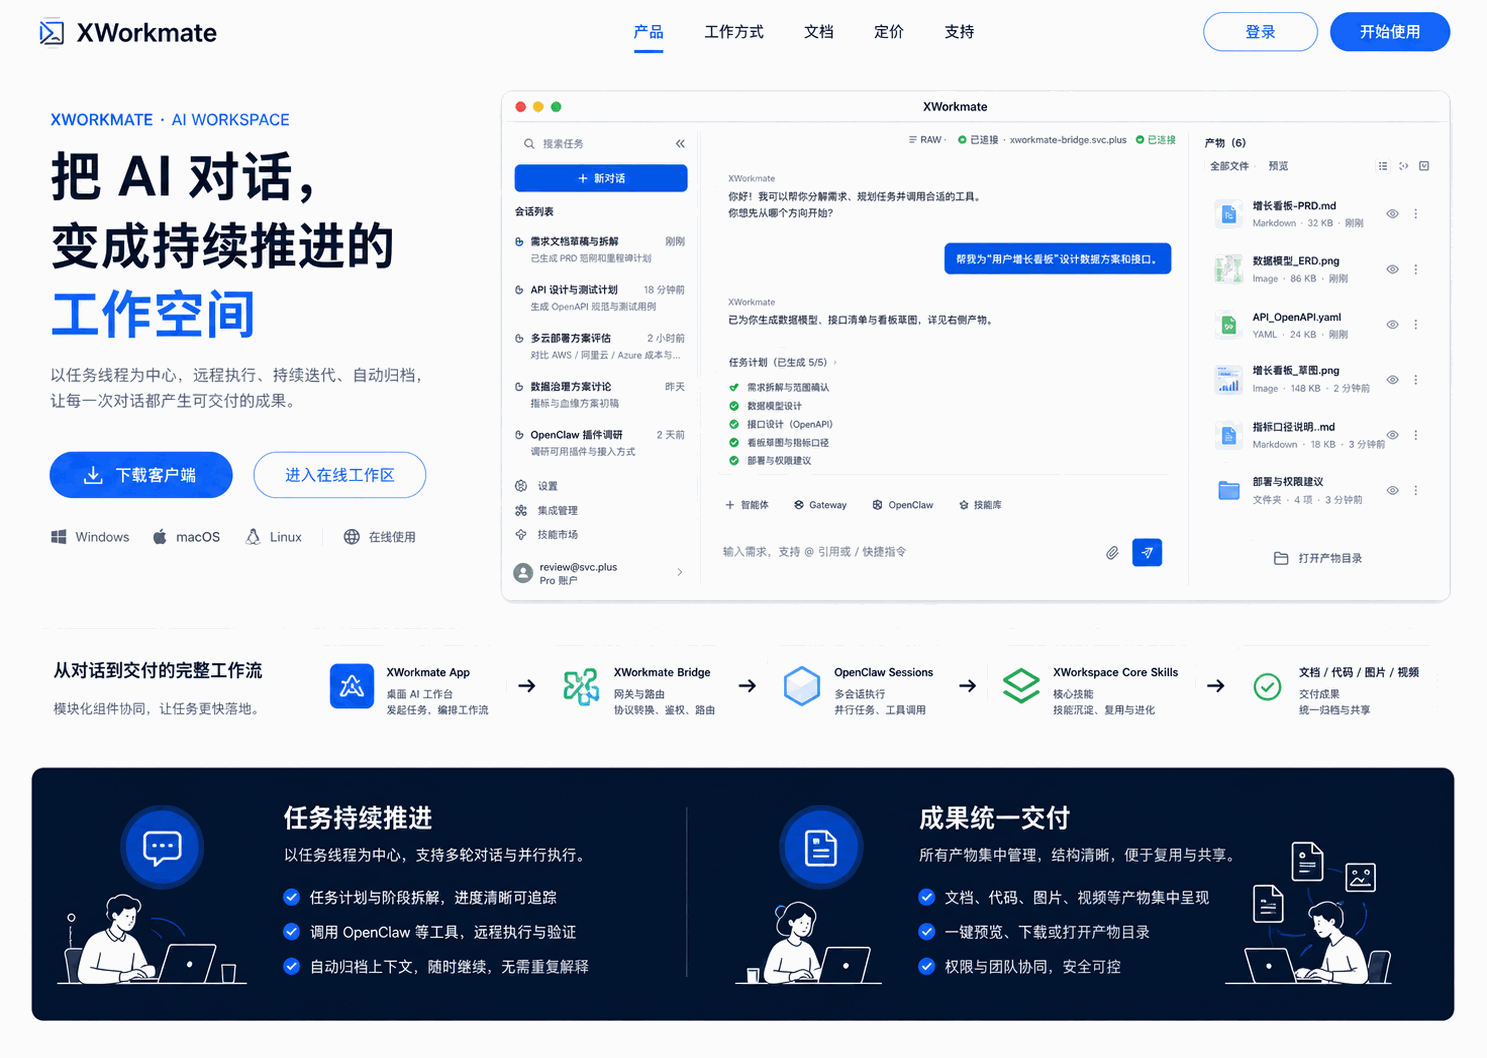 XWorkmate
产品
工作方式
文档
定价
支持
登录
开始使用
XWORKMATE · AI WORKSPACE
把 AI 对话，
变成持续推进的
工作空间
以任务线程为中心，远程执行、持续迭代、自动归档，
让每一次对话都产生可交付的成果。
下载客户端
进入在线工作区
Windows
macOS
Linux
在线使用
XWorkmate
搜索任务
+ 新对话
会话列表
需求文档草稿与拆解 刚刚
已生成 PRD 范例和里程碑计划
API 设计与测试计划 18 分钟前
生成 OpenAPI 规范与测试用例
多云部署方案评估 2 小时前
对比 AWS / 阿里云 / Azure 成本与...
数据治理方案讨论 昨天
指标与血缘方案初稿
OpenClaw 插件调研 2 天前
调研可用插件与接入方式
设置
集成管理
技能市场
review@svc.plus
Pro 账户
RAW · 已连接 · xworkmate-bridge.svc.plus 已连接
XWorkmate
你好！我可以帮你分解需求、规划任务并调用合适的工具。
你想先从哪个方向开始?
帮我为“用户增长看板”设计数据方案和接口。
XWorkmate
已为你生成数据模型、接口清单与看板草图，详见右侧产物。
任务计划（已生成 5/5）
需求拆解与范围确认
数据模型设计
接口设计（OpenAPI）
看板草图与指标口径
部署与权限建议
+ 智能体
Gateway
OpenClaw
技能库
输入需求，支持 @ 引用或 / 快捷指令
产物（6）
全部文件 预览
增长看板-PRD.md
Markdown · 32 KB · 刚刚
数据模型_ERD.png
Image · 86 KB · 刚刚
API_OpenAPI.yaml
YAML · 24 KB · 刚刚
增长看板_草图.png
Image · 148 KB · 2 分钟前
指标口径说明..md
Markdown · 18 KB · 3 分钟前
部署与权限建议
文件夹 · 4 项 · 3 分钟前
打开产物目录
从对话到交付的完整工作流
模块化组件协同，让任务更快落地。
XWorkmate App
桌面 AI 工作台
发起任务，编排工作流
XWorkmate Bridge
网关与路由
协议转换、鉴权、路由
OpenClaw Sessions
多会话执行
并行任务、工具调用
XWorkspace Core Skills
核心技能
技能沉淀、复用与进化
文档 / 代码 / 图片 / 视频
交付成果
统一归档与共享
任务持续推进
以任务线程为中心，支持多轮对话与并行执行。
任务计划与阶段拆解，进度清晰可追踪
调用 OpenClaw 等工具，远程执行与验证
自动归档上下文，随时继续，无需重复解释
成果统一交付
所有产物集中管理，结构清晰，便于复用与共享。
文档、代码、图片、视频等产物集中呈现
一键预览、下载或打开产物目录
权限与团队协同，安全可控